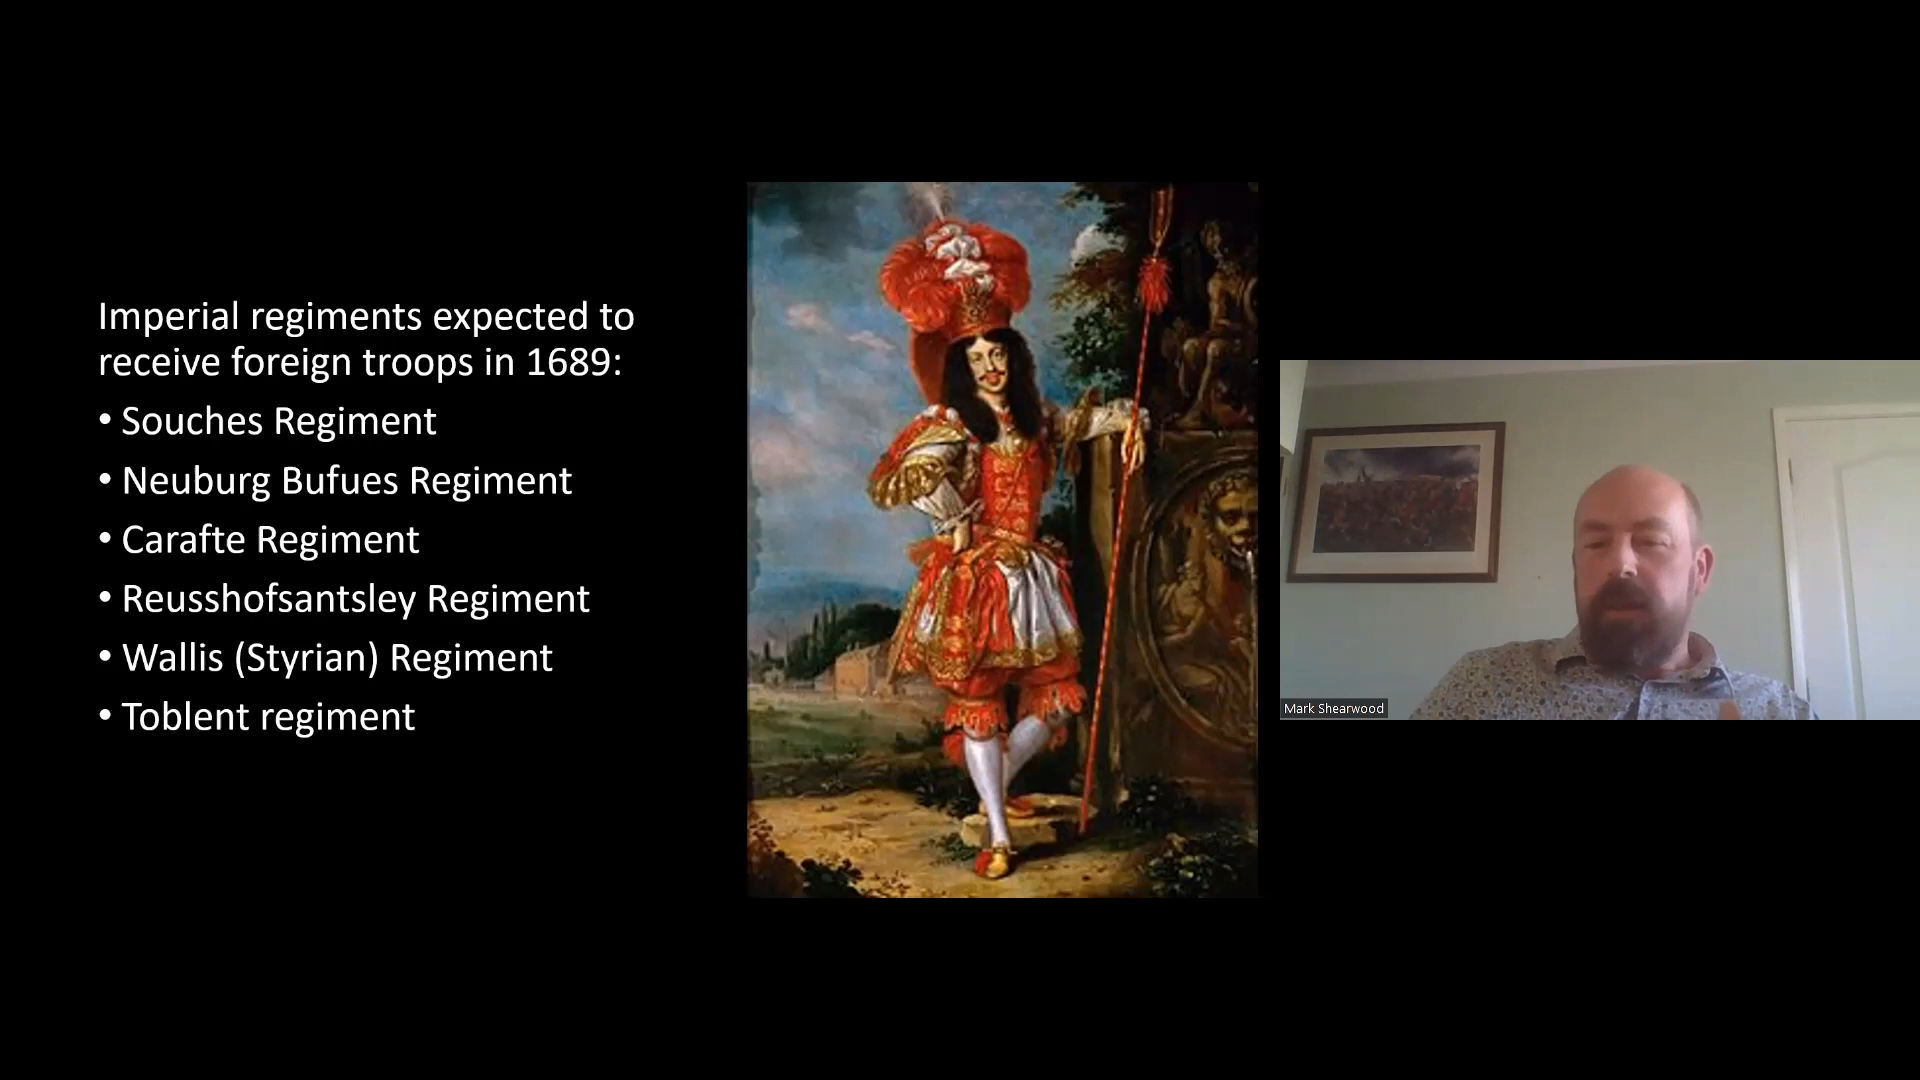 Imperial regiments expected to
receive foreign troops in 1689:
• Souches Regiment
• Neuburg Bufues Regiment
• Carafte Regiment
• Reusshofsantsley Regiment
• Wallis (Styrian) Regiment
• Toblent regiment
Mark Shearwood